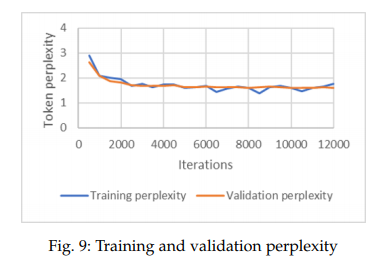 4
3
2
1
0
Token perplexity
0 2000 4000 6000 8000 10000 12000
Iterations
Training perplexity Validation perplexity
Fig. 9: Training and validation perplexity